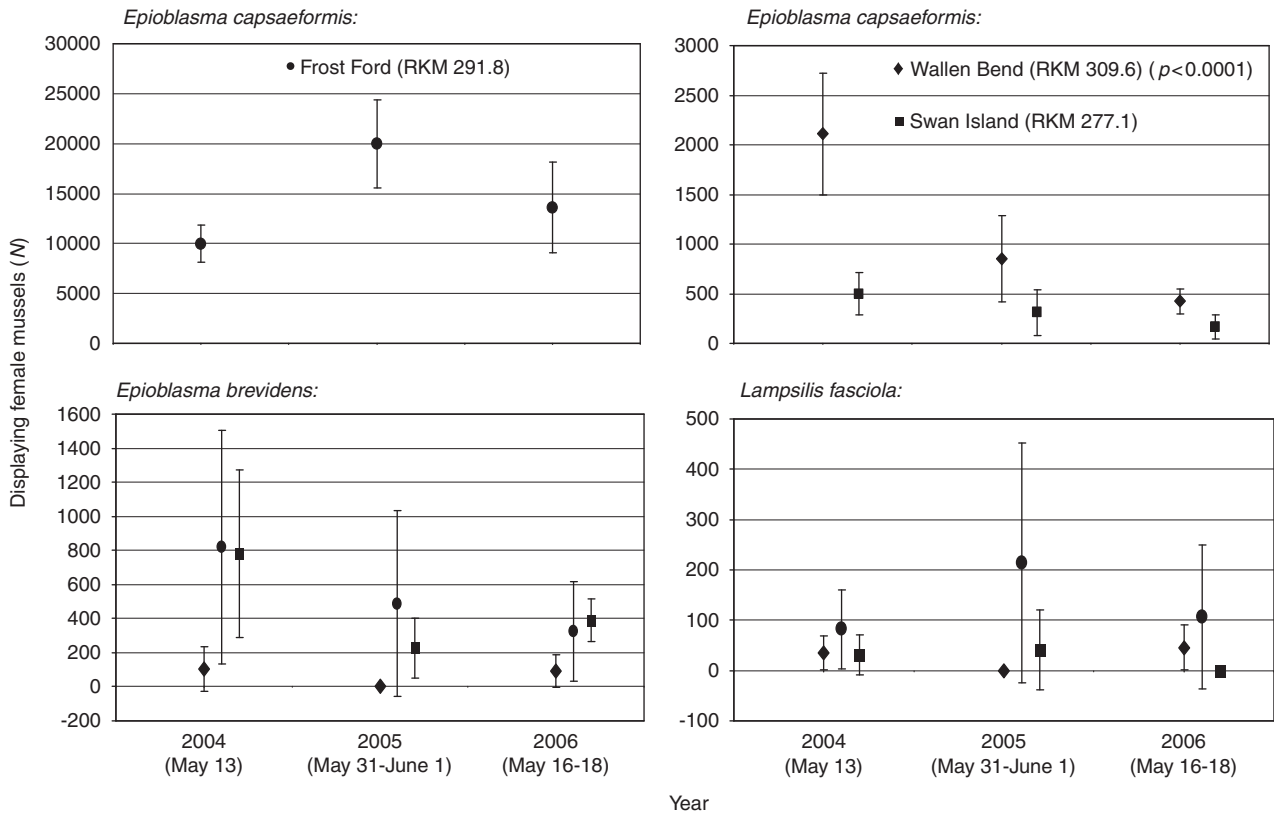 Epioblasma capsaeformis:
30000
25000
20000
15000
10000
5000
0
Frost Ford (RKM 291.8)
Epioblasma capsaeformis:
3000
2500
2000
1500
1000
500
0
Wallen Bend (RKM 309.6) (p<0.0001)
Swan Island (RKM 277.1)
Displaying female mussels (N)
Epioblasma brevidens:
1600
1400
1200
1000
800
600
400
200
0
-200
2004
(May 13)
2005
(May 31-June 1)
2006
(May 16-18)
Lampsilis fasciola:
500
400
300
200
100
0
-100
2004
(May 13)
2005
(May 31-June 1)
2006
(May 16-18)
Year